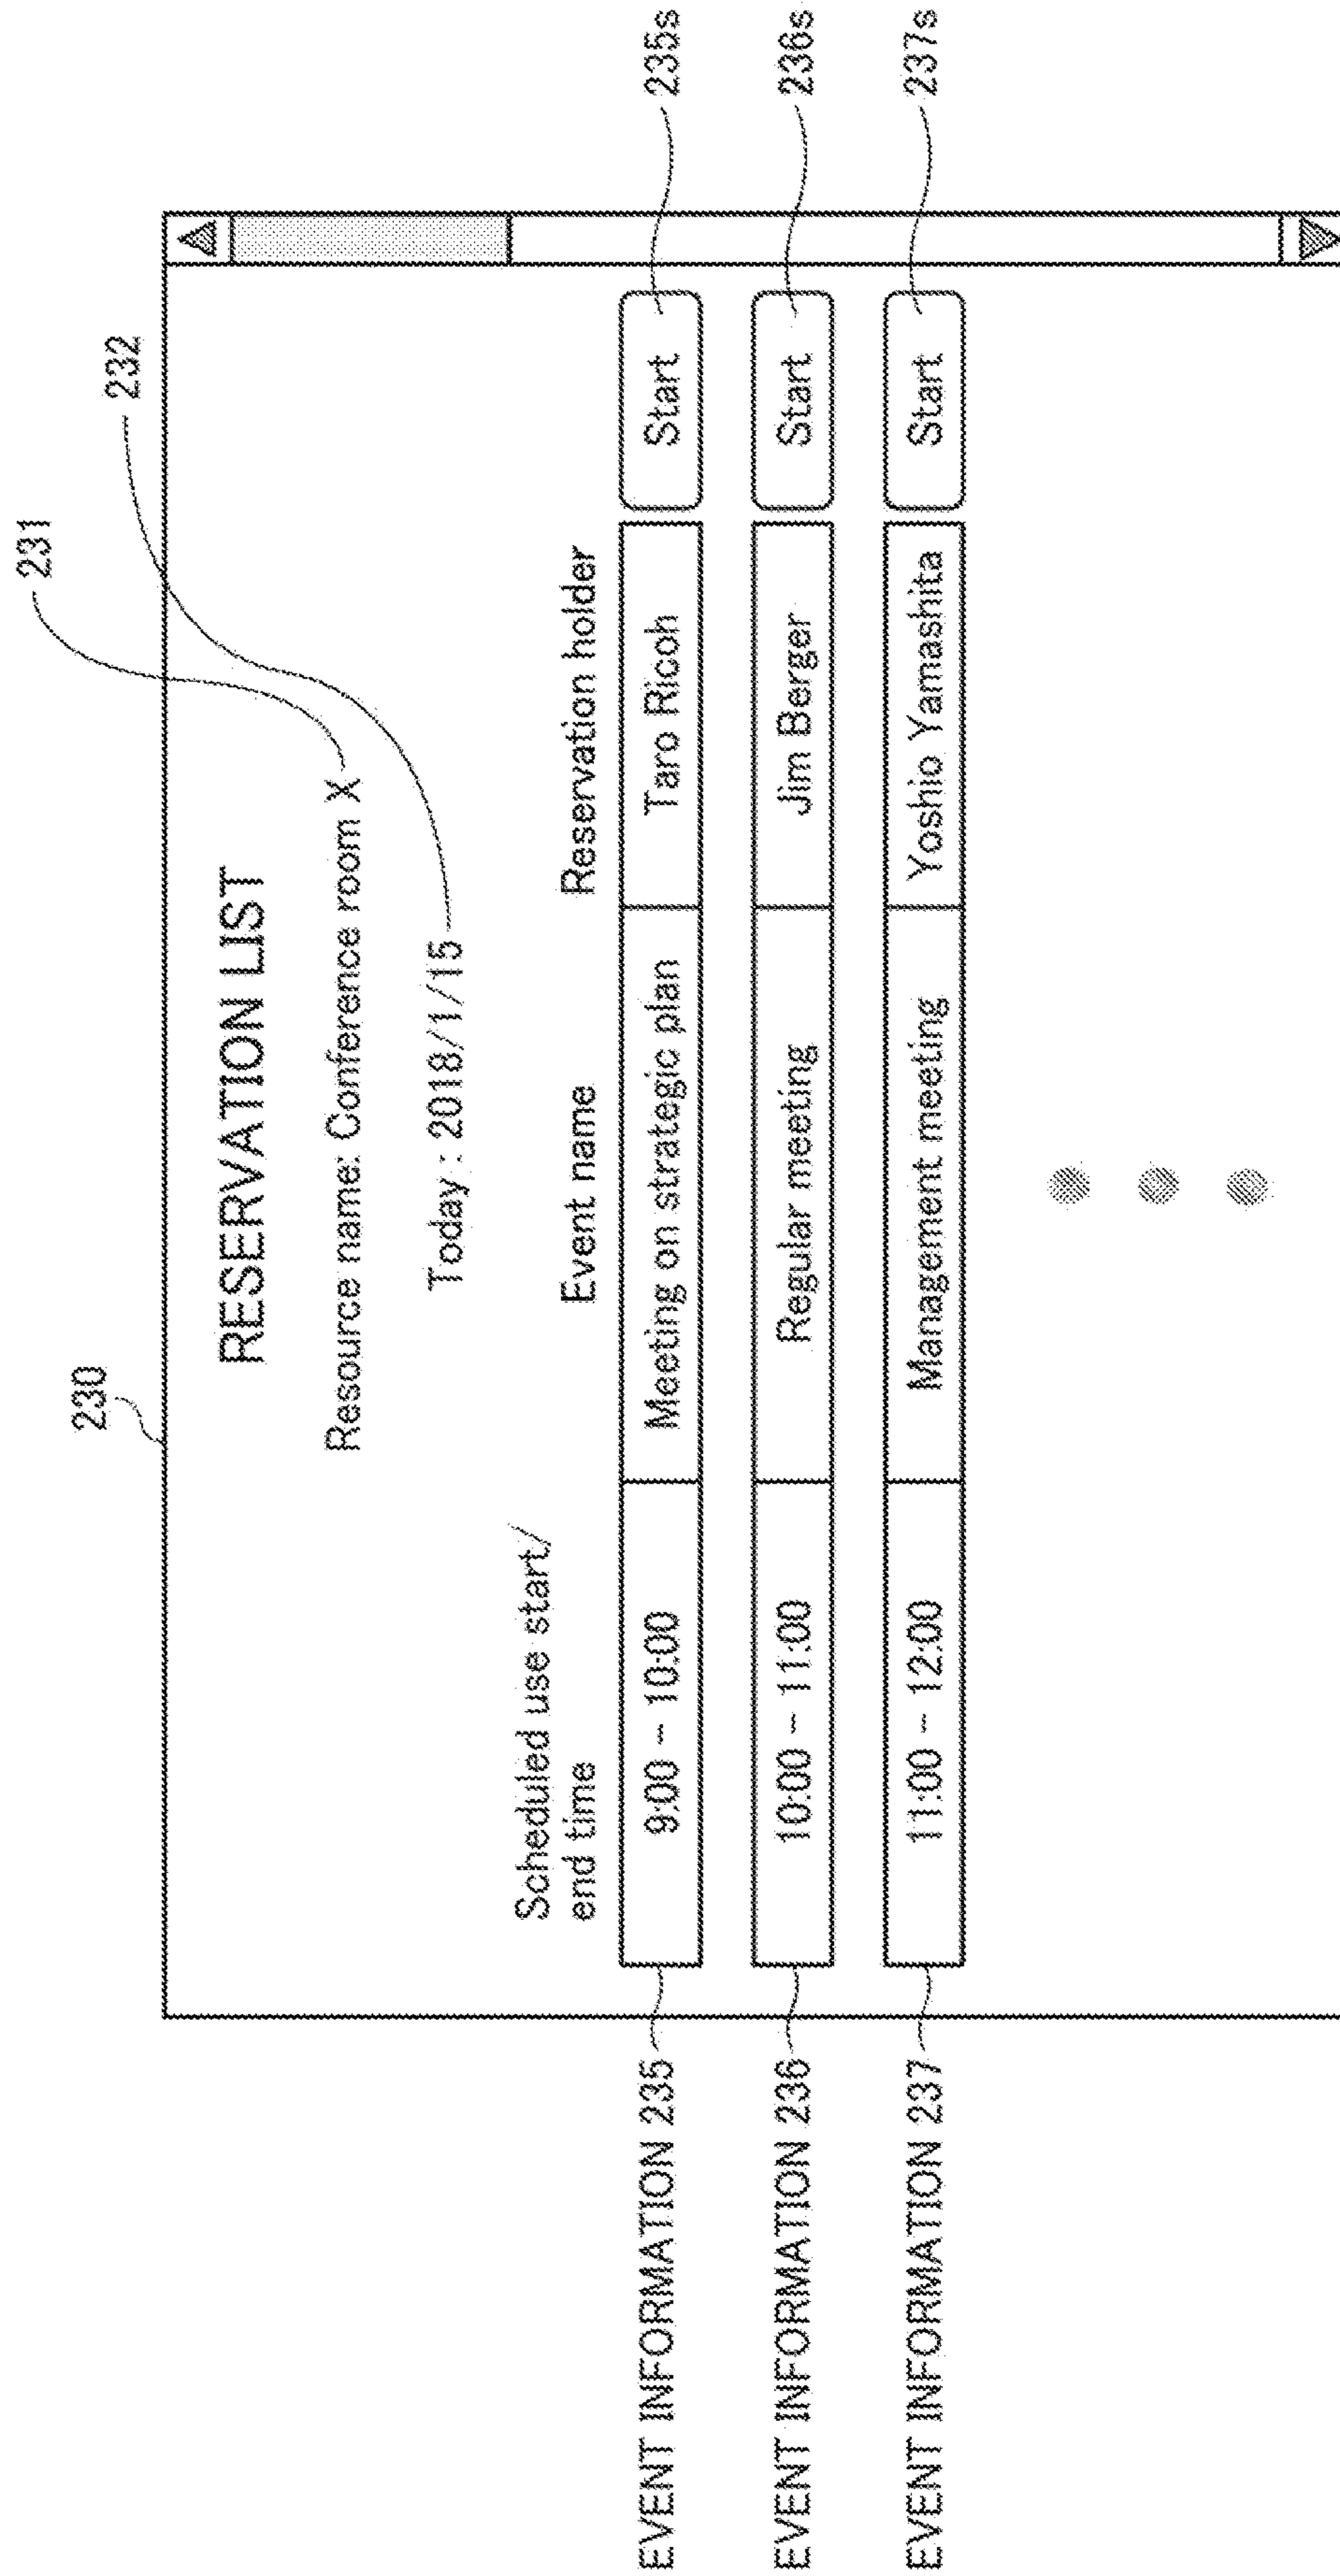 230
231
232
RESERVATION LIST
Resource name: Conference room X
Today : 2018/1/15
Scheduled use start/
end time
Event name
Reservation holder
EVENT INFORMATION 235
9:00 – 10:00
Meeting on strategic plan
Taro Ricoh
Start
235s
EVENT INFORMATION 236
10:00 – 11:00
Regular meeting
Jim Berger
Start
236s
EVENT INFORMATION 237
11:00 – 12:00
Management meeting
Yoshio Yamashita
Start
237s